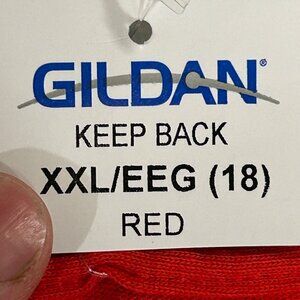 GILDAN®
KEEP BACK
XXL/EEG (18)
RED